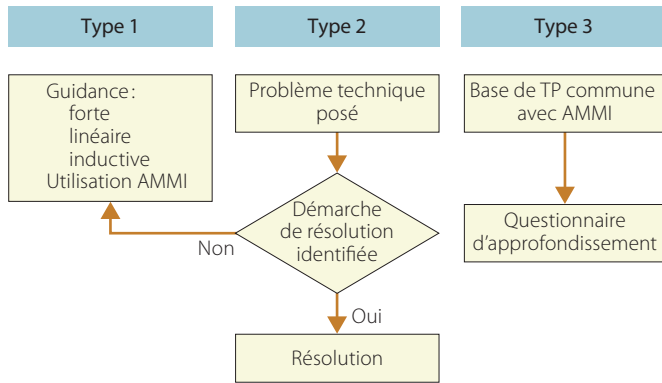 Type 1
Type 2
Type 3
Guidance :
forte
linéaire
inductive
Utilisation AMMI
Problème technique
posé
Base de TP commune
avec AMMI
Démarche
de résolution
identifiée
Non
Oui
Questionnaire
d'approfondissement
Résolution